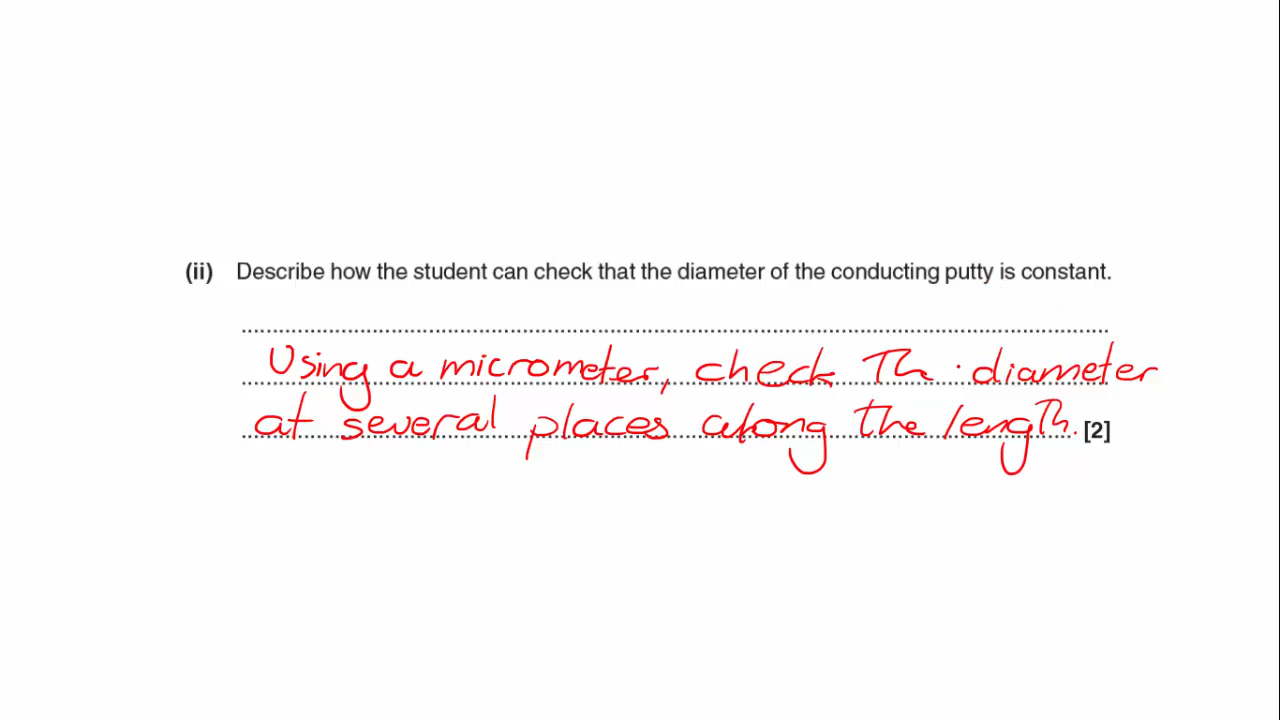 (ii) Describe how the student can check that the diameter of the conducting putty is constant.
Using a micrometer, check the diameter
at several places along the length. [2]